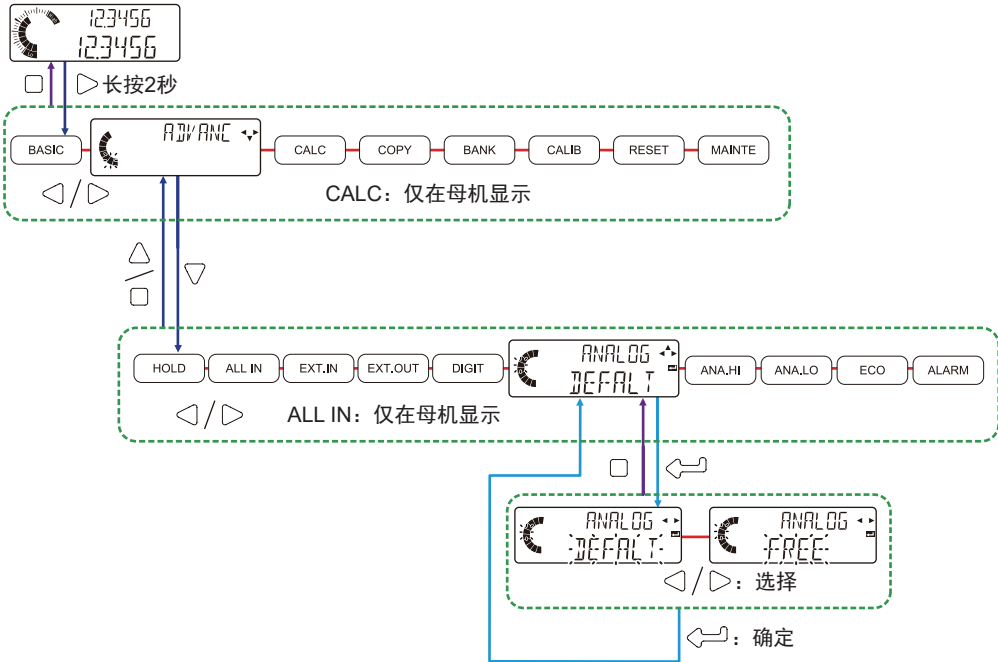 12.3456
12.3456
长按2秒
BASIC
ADVANC
CALC
COPY
BANK
CALIB
RESET
MAINTE
CALC：仅在母机显示
HOLD
ALL IN
EXT.IN
EXT.OUT
DIGIT
ANALOG
DEFALT
ANA.HI
ANA.LO
ECO
ALARM
ALL IN：仅在母机显示
ANALOG
DEFALT
ANALOG
FREE
：选择
：确定